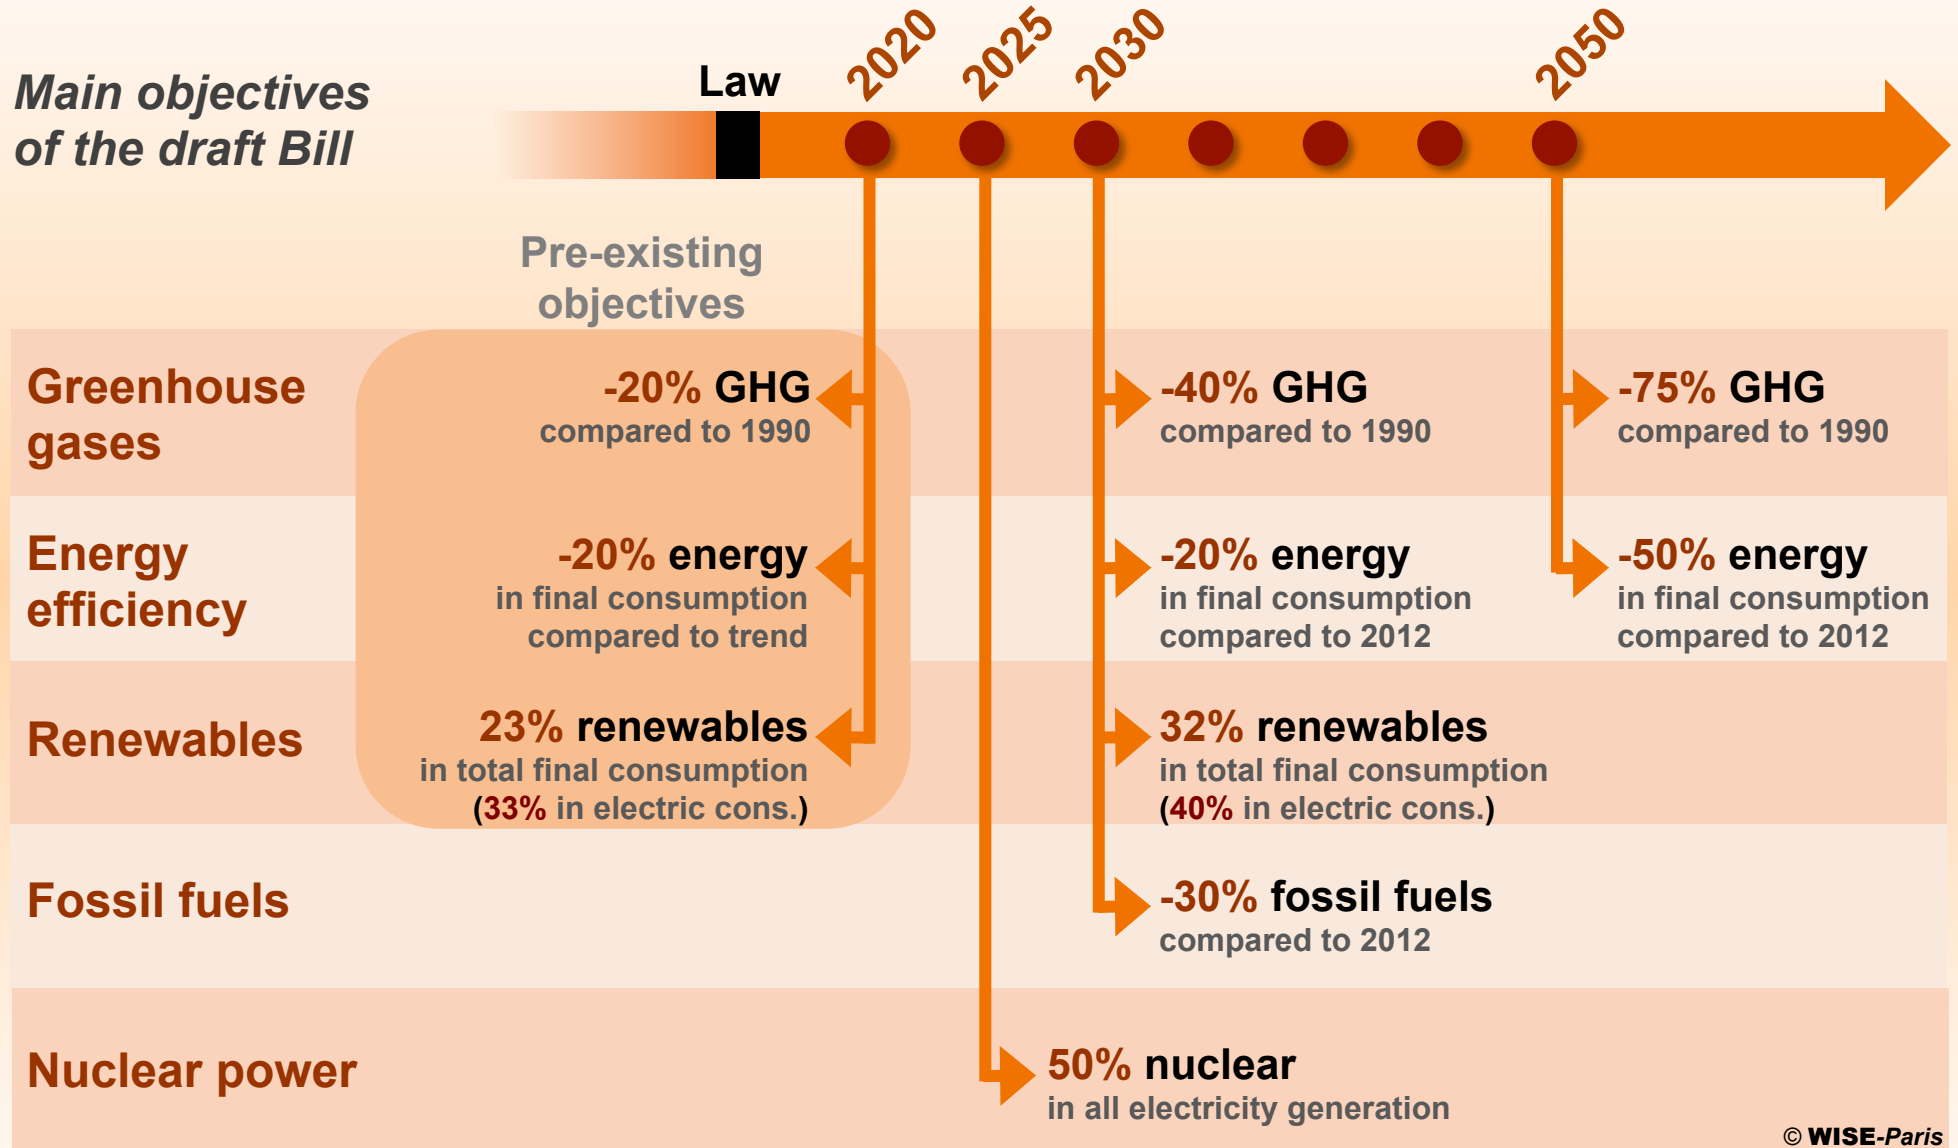 Main objectives
of the draft Bill
Law
2020
2025
2030
2050
Pre-existing
objectives
Greenhouse
gases
-20% GHG
compared to 1990
-40% GHG
compared to 1990
-75% GHG
compared to 1990
Energy
efficiency
-20% energy
in final consumption
compared to trend
-20% energy
in final consumption
compared to 2012
-50% energy
in final consumption
compared to 2012
Renewables
23% renewables
in total final consumption
(33% in electric cons.)
32% renewables
in total final consumption
(40% in electric cons.)
Fossil fuels
-30% fossil fuels
compared to 2012
Nuclear power
50% nuclear
in all electricity generation
© WISE-Paris